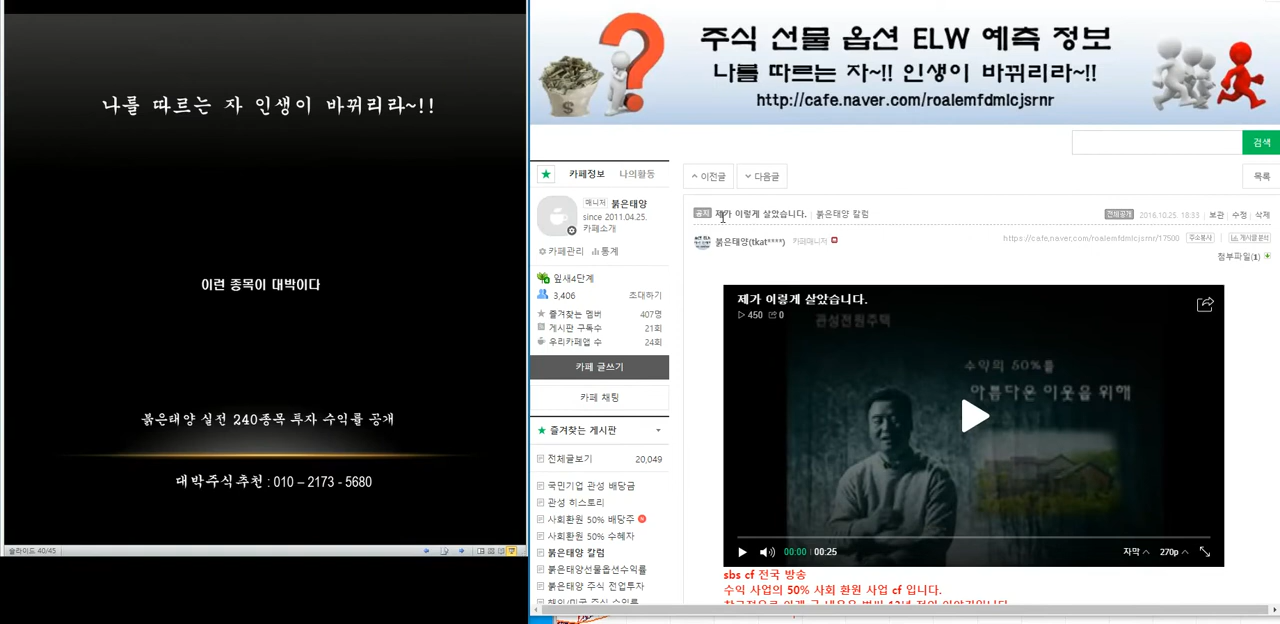 나를 따르는 자 인생이 바뀌리라~!!
이런 종목이 대박이다
붉은태양 실전 240종목 투자 수익률 공개
대박주식추천 : 010 – 2173 - 5680
슬라이드 40/45
주식 선물 옵션 ELW 예측 정보
나를 따르는 자~!! 인생이 바뀌리라~!!
http://cafe.naver.com/roalemfdmlcjsrnr
검색
카페정보 나의활동
매니저 붉은태양
since 2011.04.25.
카페소개
카페관리 통계
잎새4단계
3,406 초대하기
즐겨찾는 멤버 407명
게시판 구독수 21회
우리카페앱 수 24회
카페 글쓰기
카페 채팅
즐겨찾는 게시판
전체글보기 20,049
국민기업 관성 배당금
관성 히스토리
사회환원 50% 배당주
사회환원 50% 수혜자
붉은태양 칼럼
붉은태양선물옵션수익률
붉은태양 주식 전업투자
해외/미국 주식 수익률
이전글 다음글 목록
공지 제가 이렇게 살았습니다. | 붉은태양 칼럼 전체공개 2016.10.25. 18:33 보관 수정 삭제
붉은태양(tkat****) 카페매니저 https://cafe.naver.com/roalemfdmlcjsrnr/17500 주소복사 게시글 분석
첨부파일(1)
제가 이렇게 살았습니다.
450 0
관성전원주택
수익의 50%를
아름다운 이웃을 위해
00:00 00:25 자막 270p
sbs cf 전국 방송
수익 사업의 50% 사회 환원 사업 cf 입니다.